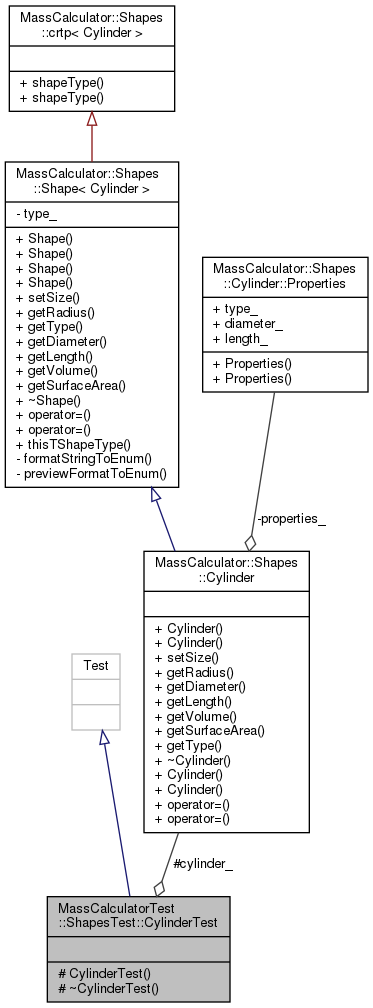 MassCalculator::Shapes
::crtp< Cylinder >
+ shapeType()
+ shapeType()
MassCalculator::Shapes
::Shape< Cylinder >
- type_
+ Shape()
+ Shape()
+ Shape()
+ Shape()
+ setSize()
+ getRadius()
+ getType()
+ getDiameter()
+ getLength()
+ getVolume()
+ getSurfaceArea()
+ ~Shape()
+ operator=()
+ operator=()
+ thisTShapeType()
- formatStringToEnum()
- previewFormatToEnum()
MassCalculator::Shapes
::Cylinder::Properties
+ type_
+ diameter_
+ length_
+ Properties()
+ Properties()
-properties_
MassCalculator::Shapes
::Cylinder
+ Cylinder()
+ Cylinder()
+ setSize()
+ getRadius()
+ getDiameter()
+ getLength()
+ getVolume()
+ getSurfaceArea()
+ getType()
+ ~Cylinder()
+ Cylinder()
+ Cylinder()
+ operator=()
+ operator=()
Test
#cylinder_
MassCalculatorTest
::ShapesTest::CylinderTest
# CylinderTest()
# ~CylinderTest()